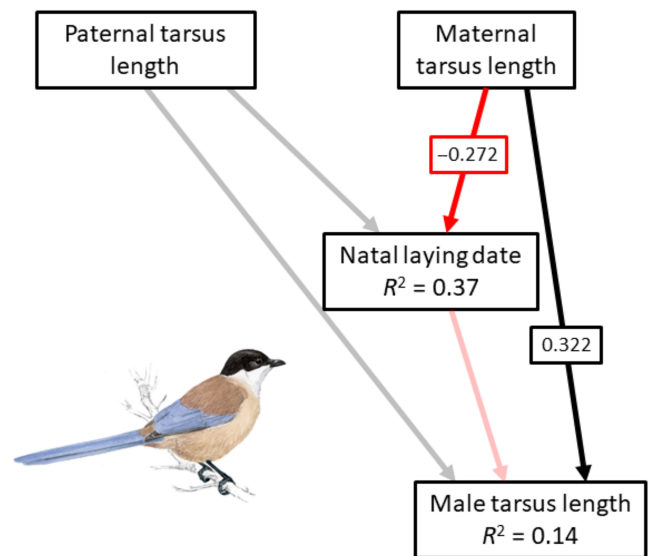 Paternal tarsus
length
Maternal
tarsus length
−0.272
Natal laying date
R² = 0.37
0.322
Male tarsus length
R² = 0.14